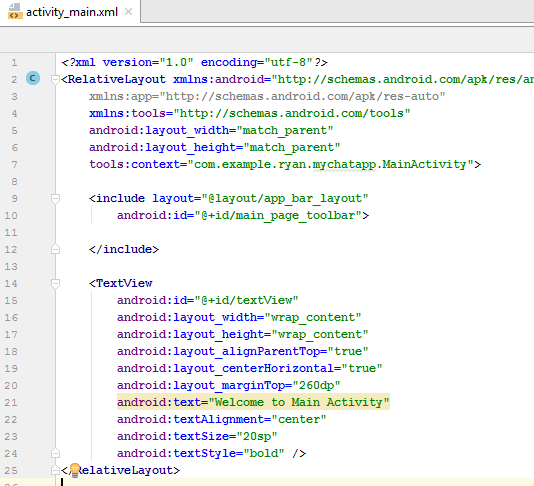 activity_main.xml
1 <?xml version="1.0" encoding="utf-8"?>
2 C <RelativeLayout xmlns:android="http://schemas.android.com/apk/res/an
3 xmlns:app="http://schemas.android.com/apk/res-auto"
4 xmlns:tools="http://schemas.android.com/tools"
5 android:layout_width="match_parent"
6 android:layout_height="match_parent"
7 tools:context="com.example.ryan.mychatapp.MainActivity">
8
9 <include layout="@layout/app_bar_layout"
10 android:id="@+id/main_page_toolbar">
11
12 </include>
13
14 <TextView
15 android:id="@+id/textView"
16 android:layout_width="wrap_content"
17 android:layout_height="wrap_content"
18 android:layout_alignParentTop="true"
19 android:layout_centerHorizontal="true"
20 android:layout_marginTop="260dp"
21 android:text="Welcome to Main Activity"
22 android:textAlignment="center"
23 android:textSize="20sp"
24 android:textStyle="bold" />
25 </RelativeLayout>